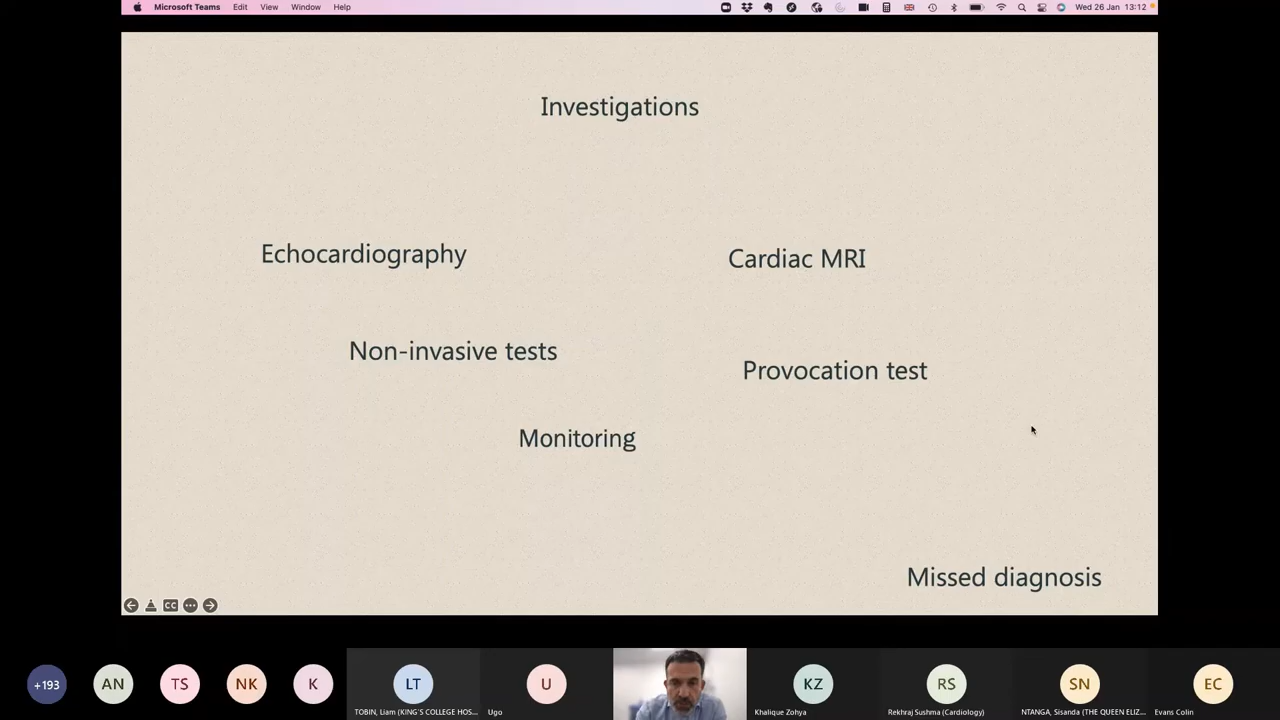 Microsoft Teams Edit View Window Help
Wed 26 Jan 13:12
Investigations
Echocardiography
Cardiac MRI
Non-invasive tests
Provocation test
Monitoring
Missed diagnosis
CC
+193
AN
TS
NK
K
LT
U
KZ
RS
SN
EC
TOBIN, Liam (KING'S COLLEGE HOS...
Ugo
Khalique Zohya
Rekhraj Sushma (Cardiology)
NTANGA, Sisanda (THE QUEEN ELIZ...
Evans Colin